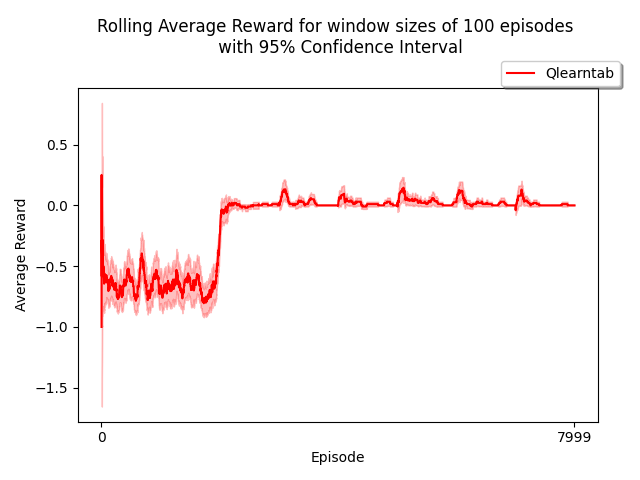 Rolling Average Reward for window sizes of 100 episodes
with 95% Confidence Interval
Qlearntab
0.5
0.0
−0.5
−1.0
−1.5
Average Reward
0 7999
Episode